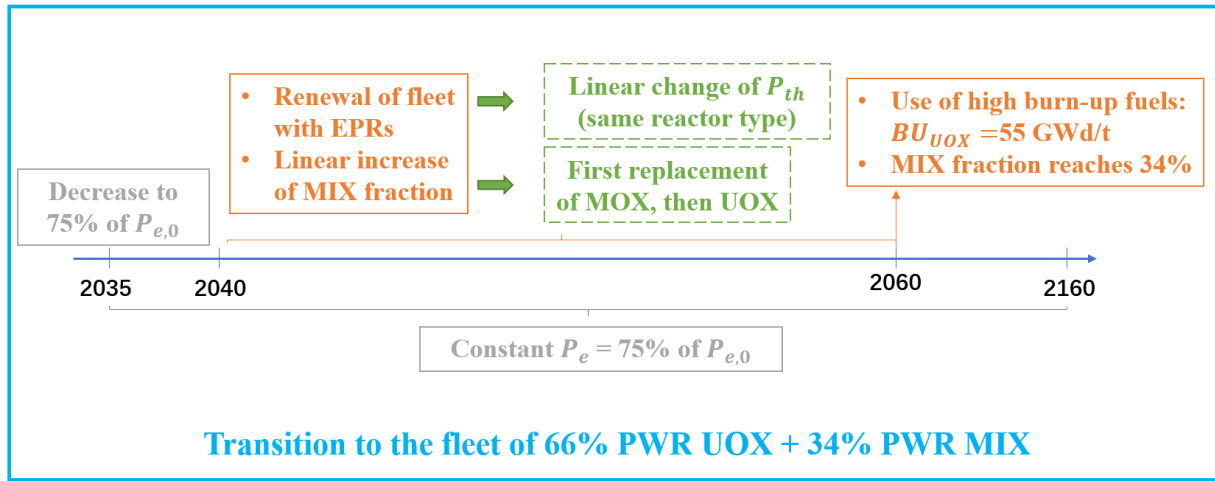 • Renewal of fleet
with EPRs
• Linear increase
of MIX fraction
Linear change of P_th
(same reactor type)
First replacement
of MOX, then UOX
• Use of high burn-up fuels:
BU_UOX =55 GWd/t
• MIX fraction reaches 34%
Decrease to
75% of P_e,0
2035
2040
2060
2160
Constant P_e = 75% of P_e,0
Transition to the fleet of 66% PWR UOX + 34% PWR MIX